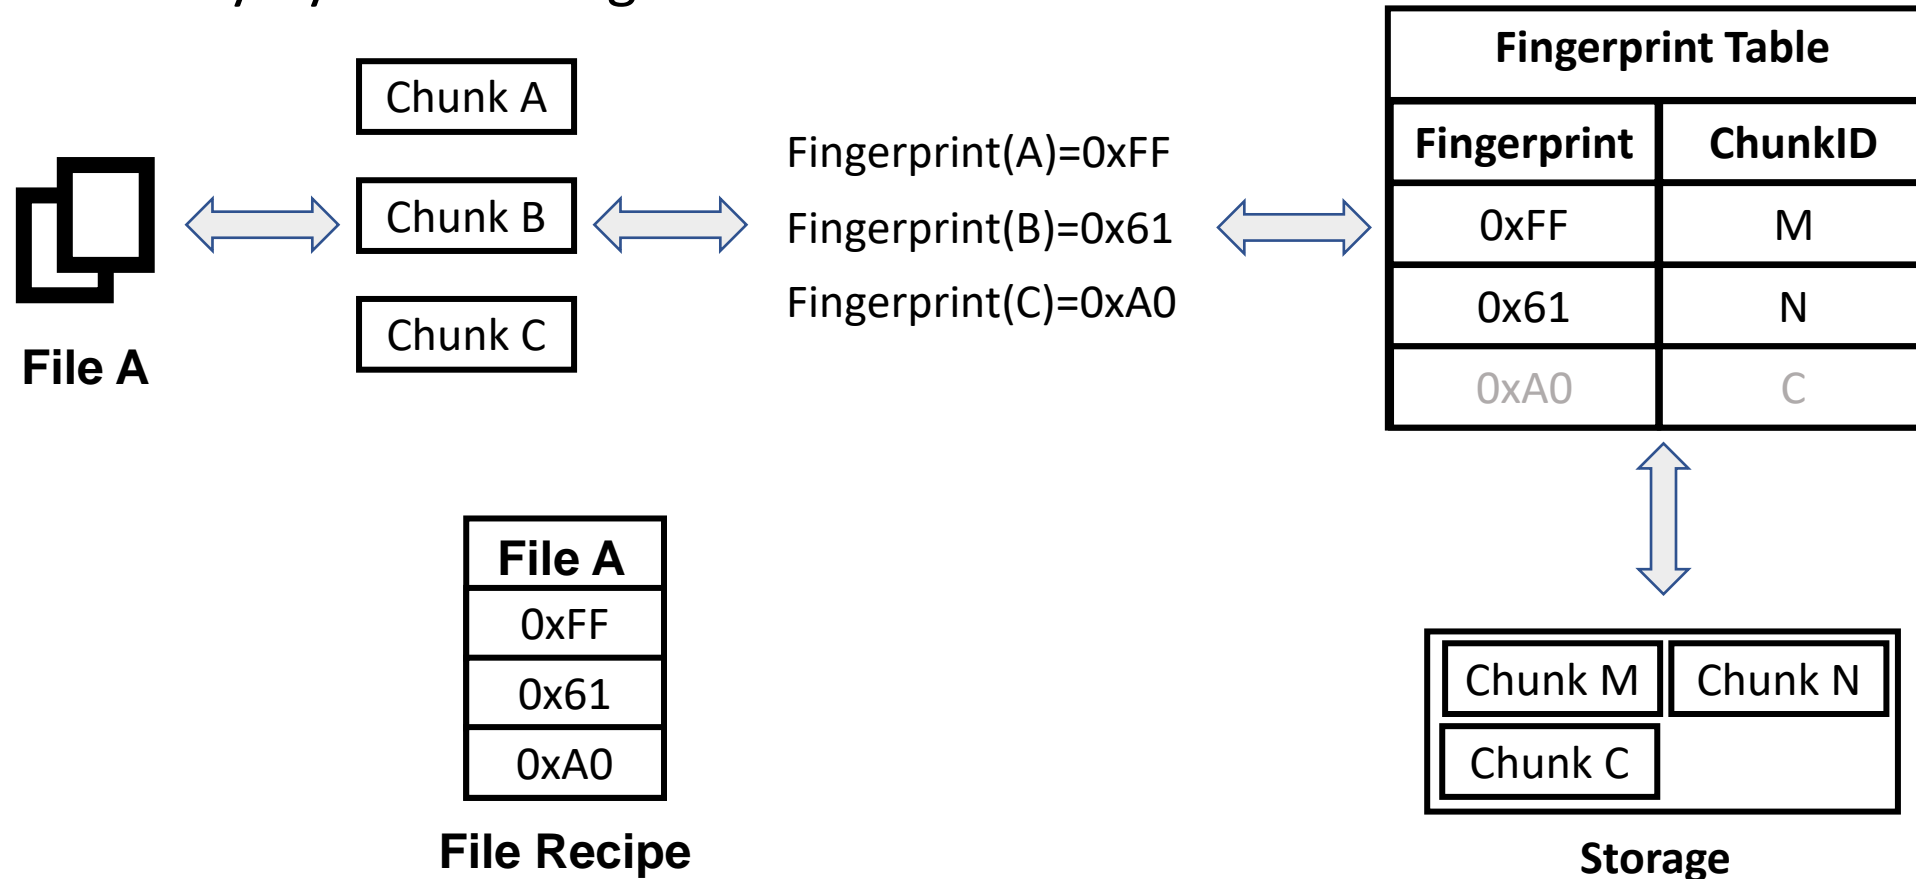 Chunk A
Chunk B
Chunk C
File A
Fingerprint(A)=0xFF
Fingerprint(B)=0x61
Fingerprint(C)=0xA0
Fingerprint Table
Fingerprint ChunkID
0xFF M
0x61 N
0xA0 C
File A
0xFF
0x61
0xA0
File Recipe
Chunk M Chunk N
Chunk C
Storage